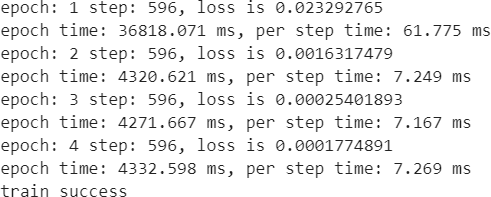 epoch: 1 step: 596, loss is 0.023292765
epoch time: 36818.071 ms, per step time: 61.775 ms
epoch: 2 step: 596, loss is 0.0016317479
epoch time: 4320.621 ms, per step time: 7.249 ms
epoch: 3 step: 596, loss is 0.00025401893
epoch time: 4271.667 ms, per step time: 7.167 ms
epoch: 4 step: 596, loss is 0.0001774891
epoch time: 4332.598 ms, per step time: 7.269 ms
train success